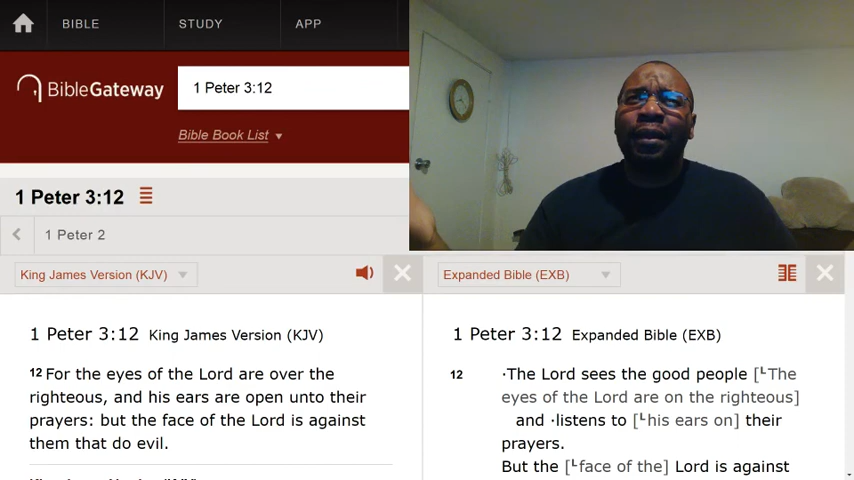 BIBLE STUDY APP
BibleGateway
1 Peter 3:12
Bible Book List
1 Peter 3:12
1 Peter 2
King James Version (KJV)
Expanded Bible (EXB)
1 Peter 3:12 King James Version (KJV)
12 For the eyes of the Lord are over the
righteous, and his ears are open unto their
prayers: but the face of the Lord is against
them that do evil.
1 Peter 3:12 Expanded Bible (EXB)
12 ·The Lord sees the good people [└The
eyes of the Lord are on the righteous]
and ·listens to [└his ears on] their
prayers.
But the [└face of the] Lord is against